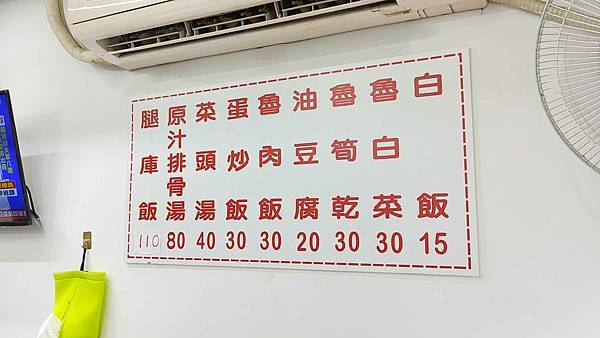 白飯 15
魯白菜 30
魯筍乾 30
油豆腐 20
魯肉飯 30
蛋炒飯 30
菜頭湯 40
原汁排骨湯 80
腿庫飯 110